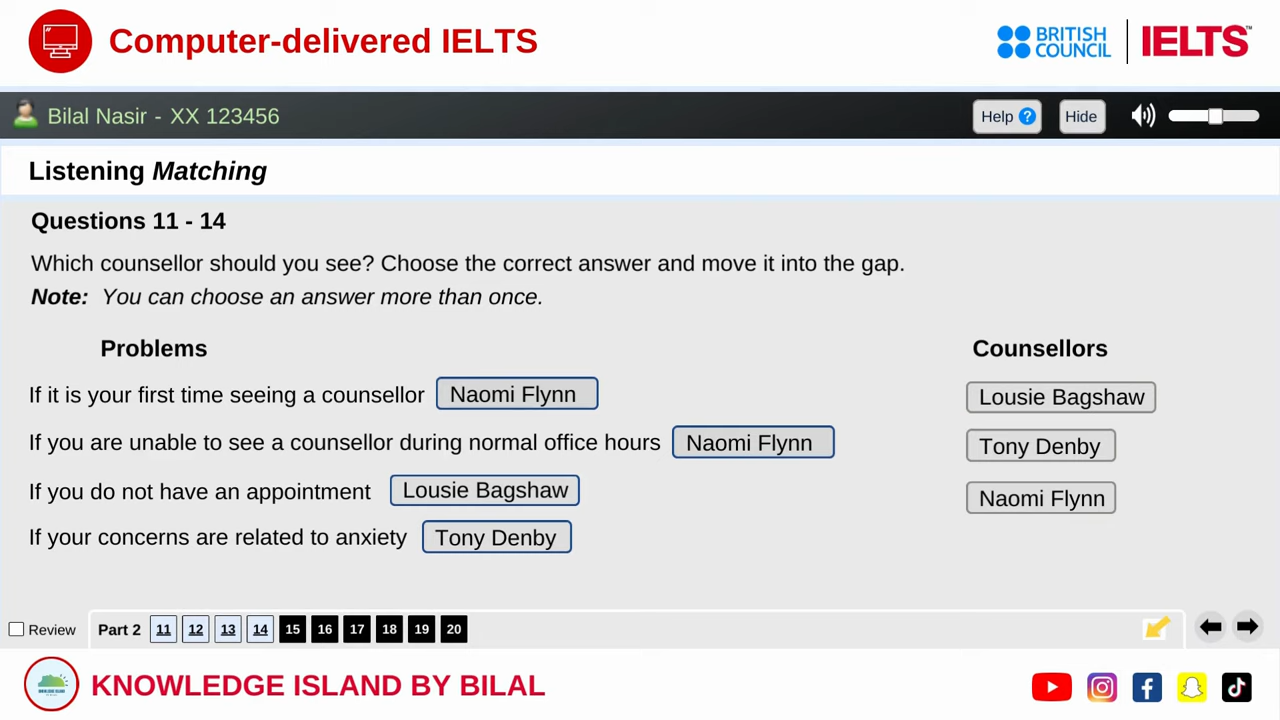 Computer-delivered IELTS
BRITISH
COUNCIL
IELTS™
Bilal Nasir - XX 123456
Help ?
Hide
Listening Matching
Questions 11 - 14
Which counsellor should you see? Choose the correct answer and move it into the gap.
Note: You can choose an answer more than once.
Problems
Counsellors
If it is your first time seeing a counsellor Naomi Flynn
Lousie Bagshaw
If you are unable to see a counsellor during normal office hours Naomi Flynn
Tony Denby
If you do not have an appointment Lousie Bagshaw
Naomi Flynn
If your concerns are related to anxiety Tony Denby
Review Part 2 11 12 13 14 15 16 17 18 19 20
KNOWLEDGE ISLAND BY BILAL